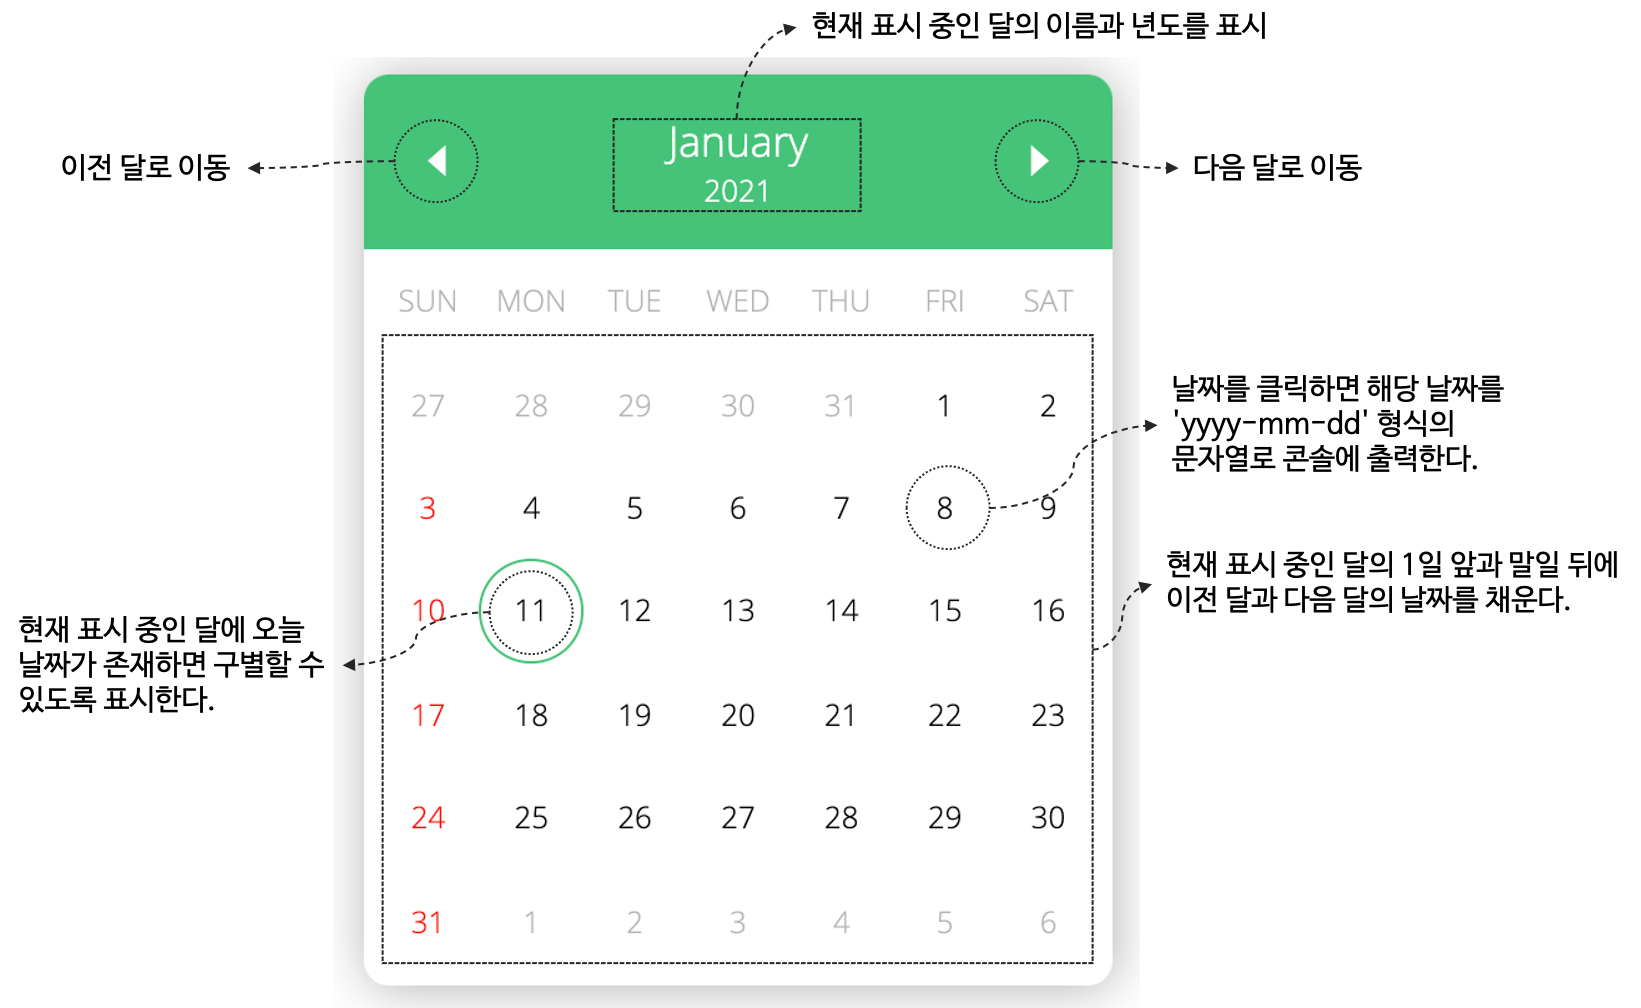 현재 표시 중인 달의 이름과 년도를 표시
January
2021
이전 달로 이동
다음 달로 이동
SUN MON TUE WED THU FRI SAT
27 28 29 30 31 1 2
3 4 5 6 7 8 9
10 11 12 13 14 15 16
17 18 19 20 21 22 23
24 25 26 27 28 29 30
31 1 2 3 4 5 6
날짜를 클릭하면 해당 날짜를
'yyyy-mm-dd' 형식의
문자열로 콘솔에 출력한다.
현재 표시 중인 달의 1일 앞과 말일 뒤에
이전 달과 다음 달의 날짜를 채운다.
현재 표시 중인 달에 오늘
날짜가 존재하면 구별할 수
있도록 표시한다.